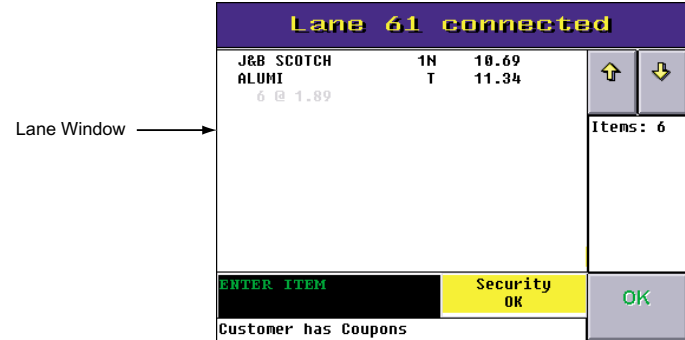 Lane 61 connected
J&B SCOTCH 1N 10.69
ALUMI T 11.34
6 @ 1.89
Lane Window
Items: 6
ENTER ITEM
Security
OK
OK
Customer has Coupons